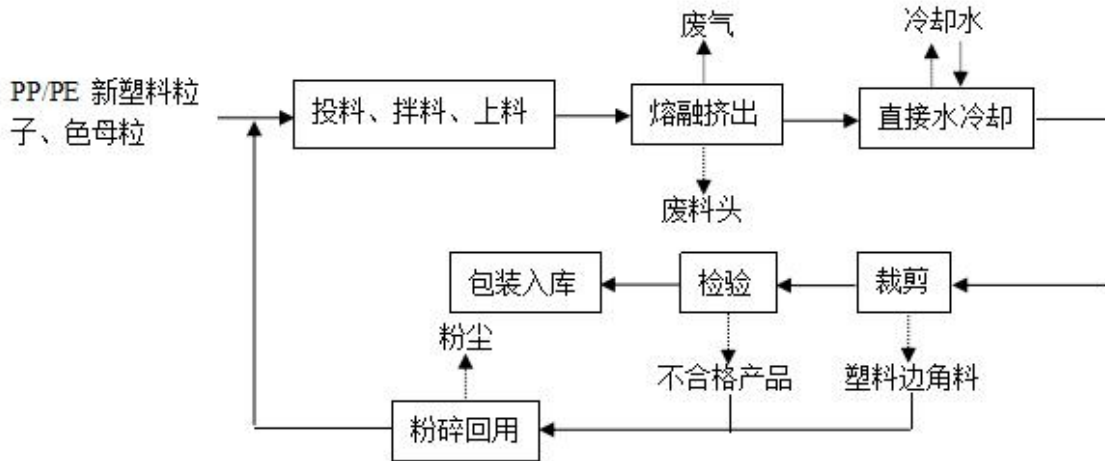 废气
冷却水
PP/PE 新塑料粒
子、色母粒
投料、拌料、上料
熔融挤出
直接水冷却
废料头
包装入库
检验
裁剪
粉尘
不合格产品
塑料边角料
粉碎回用